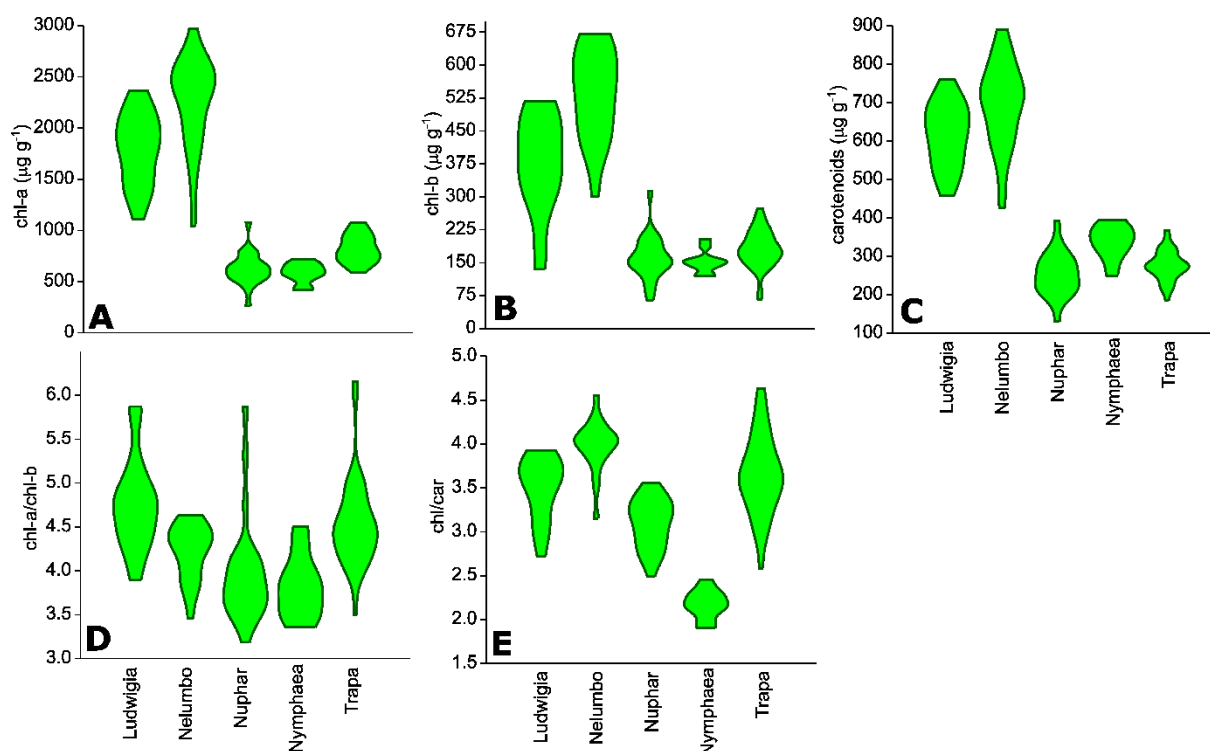 3000
2500
2000
1500
1000
500
0
chl-a (µg g⁻¹)
A
675
600
525
450
375
300
225
150
75
0
chl-b (µg g⁻¹)
B
900
800
700
600
500
400
300
200
100
carotenoids (µg g⁻¹)
C
Ludwigia
Nelumbo
Nuphar
Nymphaea
Trapa
6.0
5.5
5.0
4.5
4.0
3.5
3.0
chl-a/chl-b
D
Ludwigia
Nelumbo
Nuphar
Nymphaea
Trapa
5.0
4.5
4.0
3.5
3.0
2.5
2.0
1.5
chl/car
E
Ludwigia
Nelumbo
Nuphar
Nymphaea
Trapa